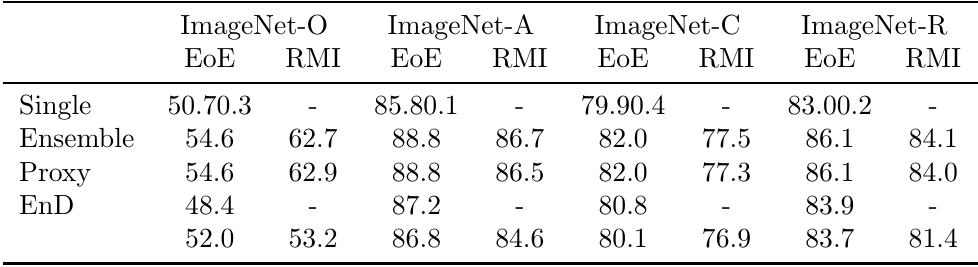 ImageNet-O ImageNet-A ImageNet-C ImageNet-R
EoE RMI EoE RMI EoE RMI EoE RMI
Single 50.70.3 - 85.80.1 - 79.90.4 - 83.00.2 -
Ensemble 54.6 62.7 88.8 86.7 82.0 77.5 86.1 84.1
Proxy 54.6 62.9 88.8 86.5 82.0 77.3 86.1 84.0
EnD 48.4 - 87.2 - 80.8 - 83.9 -
52.0 53.2 86.8 84.6 80.1 76.9 83.7 81.4